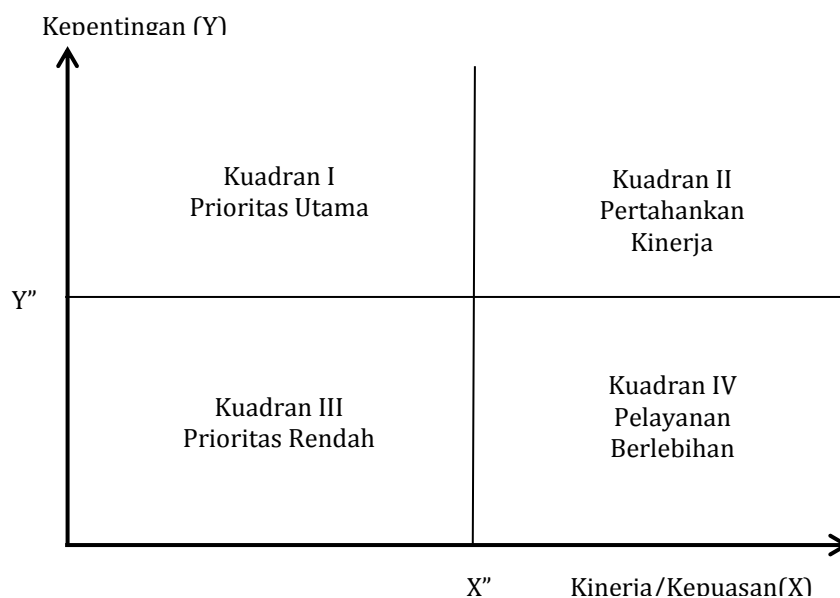 Kepentingan (Y)
Kuadran I
Prioritas Utama
Kuadran II
Pertahankan
Kinerja
Y”
Kuadran III
Prioritas Rendah
Kuadran IV
Pelayanan
Berlebihan
X”
Kinerja/Kepuasan(X)